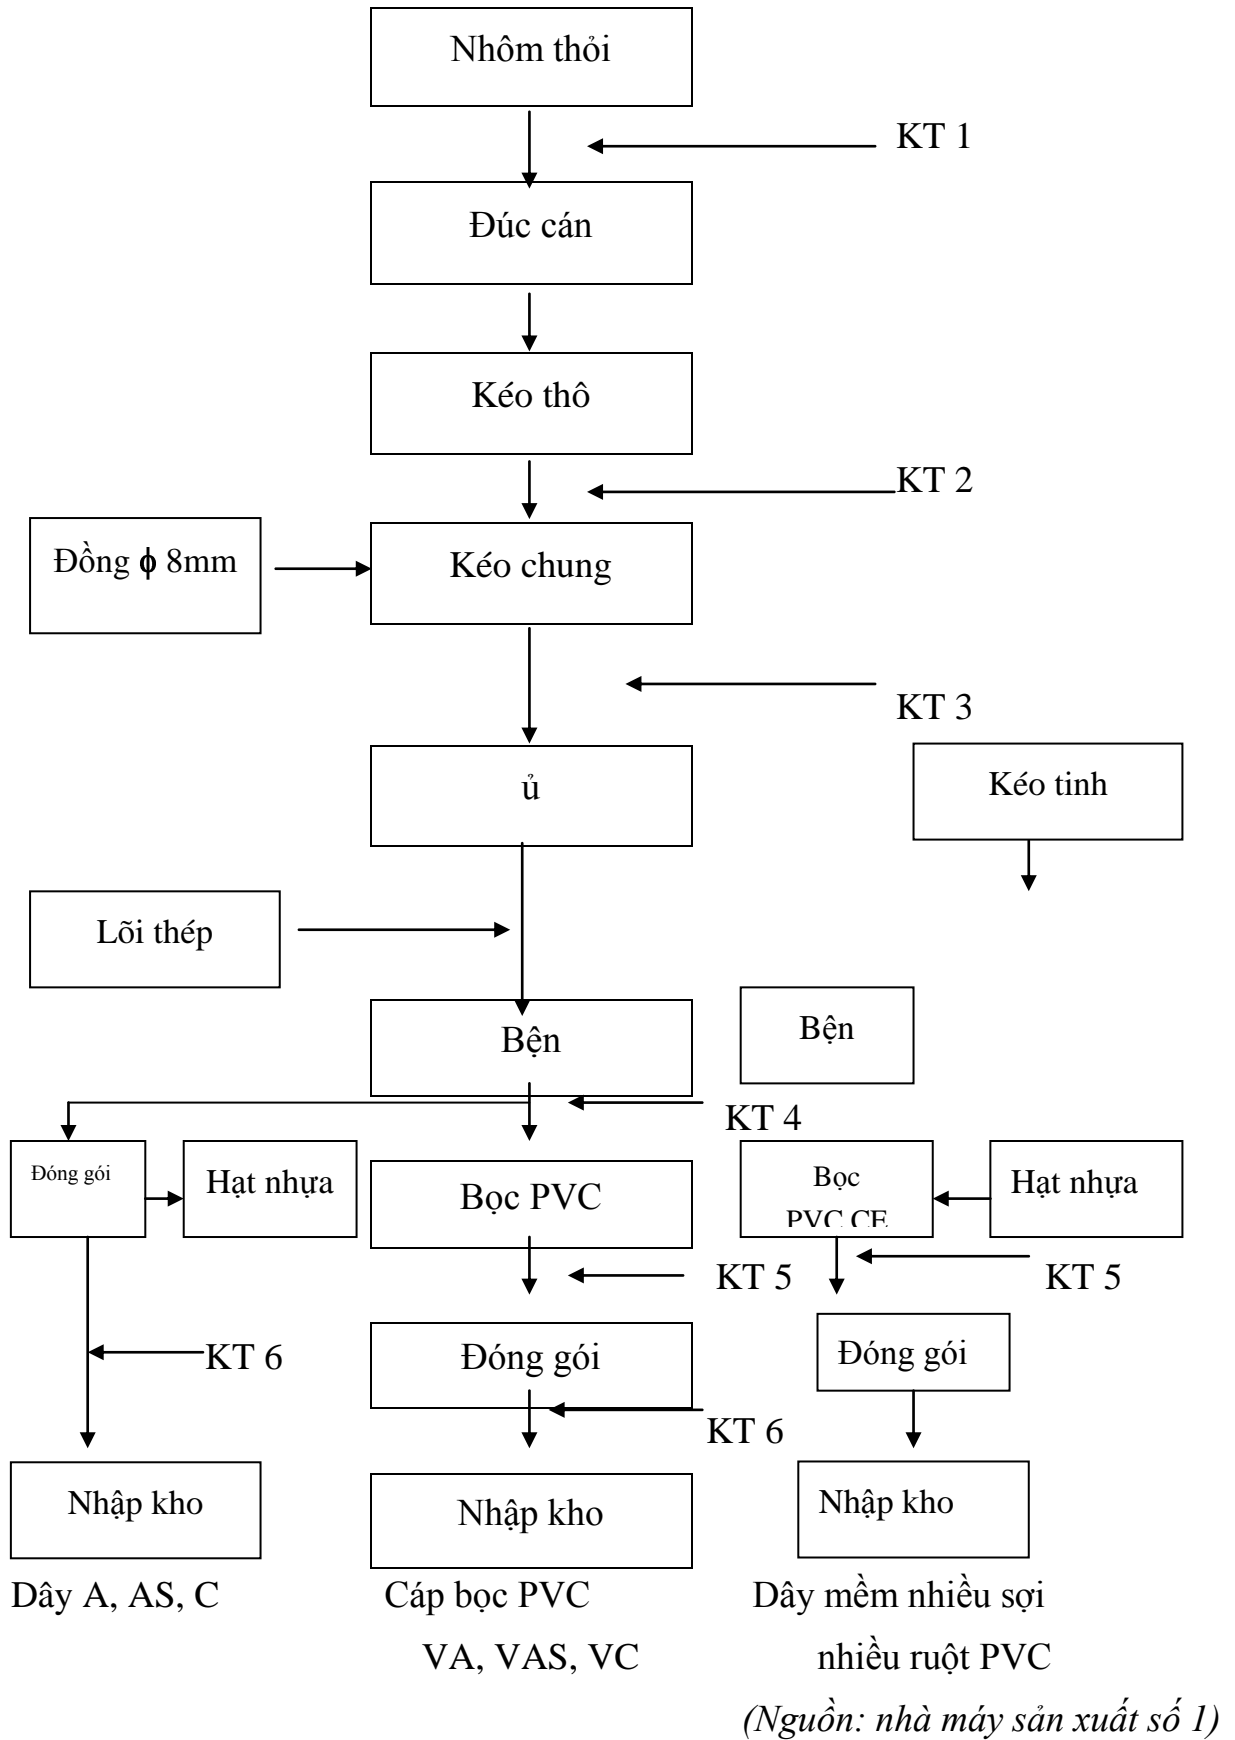 Nhôm thỏi
KT 1
Đúc cán
Kéo thô
KT 2
Đồng ϕ 8mm
Kéo chung
KT 3
ủ
Kéo tinh
Lõi thép
Bện
Bện
KT 4
Đóng gói
Hạt nhựa
Bọc PVC
Bọc
PVC CE
Hạt nhựa
KT 5
KT 5
KT 6
Đóng gói
Đóng gói
KT 6
Nhập kho
Nhập kho
Nhập kho
Dây A, AS, C
Cáp bọc PVC
VA, VAS, VC
Dây mềm nhiều sợi
nhiều ruột PVC
(Nguồn: nhà máy sản xuất số 1)